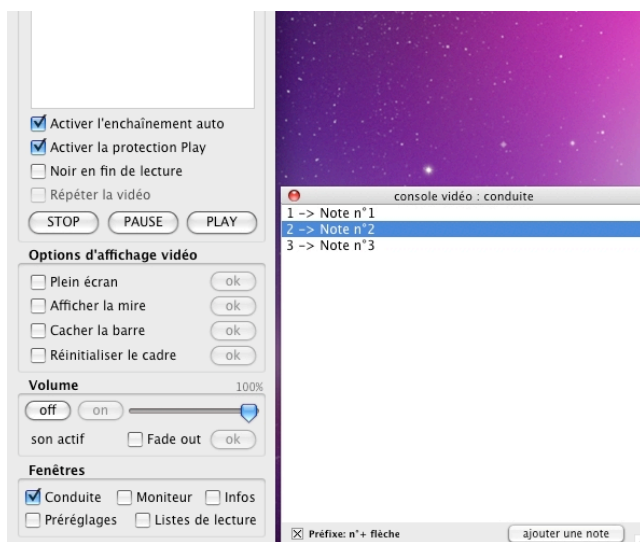 Activer l'enchaînement auto
Activer la protection Play
Noir en fin de lecture
Répéter la vidéo
STOP PAUSE PLAY
Options d'affichage vidéo
Plein écran ok
Afficher la mire ok
Cacher la barre ok
Réinitialiser le cadre ok
Volume 100%
off on
son actif Fade out ok
Fenêtres
Conduite Moniteur Infos
Préréglages Listes de lecture
console vidéo : conduite
1 -> Note n°1
2 -> Note n°2
3 -> Note n°3
Préfixe: n°+ flèche ajouter une note